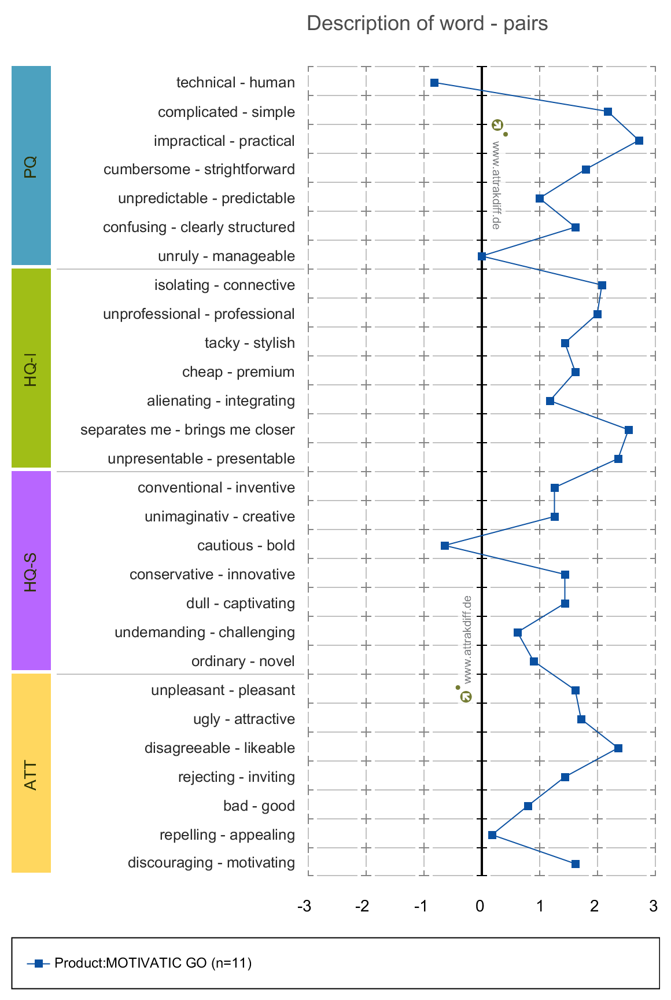 Description of word - pairs
PQ
technical - human
complicated - simple
impractical - practical
cumbersome - strightforward
unpredictable - predictable
confusing - clearly structured
unruly - manageable
www.attrakdiff.de
HQ-I
isolating - connective
unprofessional - professional
tacky - stylish
cheap - premium
alienating - integrating
separates me - brings me closer
unpresentable - presentable
HQ-S
conventional - inventive
unimaginativ - creative
cautious - bold
conservative - innovative
dull - captivating
undemanding - challenging
ordinary - novel
www.attrakdiff.de
ATT
unpleasant - pleasant
ugly - attractive
disagreeable - likeable
rejecting - inviting
bad - good
repelling - appealing
discouraging - motivating
-3 -2 -1 0 1 2 3
Product:MOTIVATIC GO (n=11)